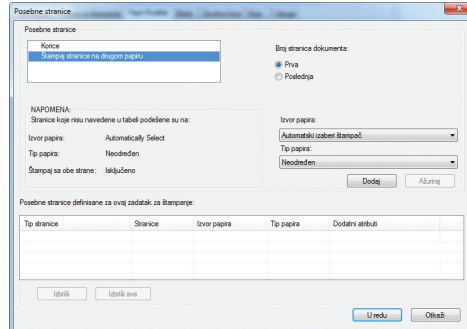 Posebne stranice
Posebne stranice
Korice
Štampaj stranice na drugom papiru
Broj stranica dokumenta:
Prva
Poslednja
NAPOMENA:
Stranice koje nisu navedene u tabeli podešene su na:
Izvor papira: Automatically Select
Tip papira: Neodređen
Štampaj sa obe strane: Isključeno
Izvor papira:
Automatski izaberi štampač
Tip papira:
Neodređen
Dodaj Ažuriraj
Posebne stranice definisane za ovaj zadatak za štampanje:
Tip stranice Stranice Izvor papira Tip papira Dodatni atributi
Izbriši Izbriši sve
U redu Otkaži